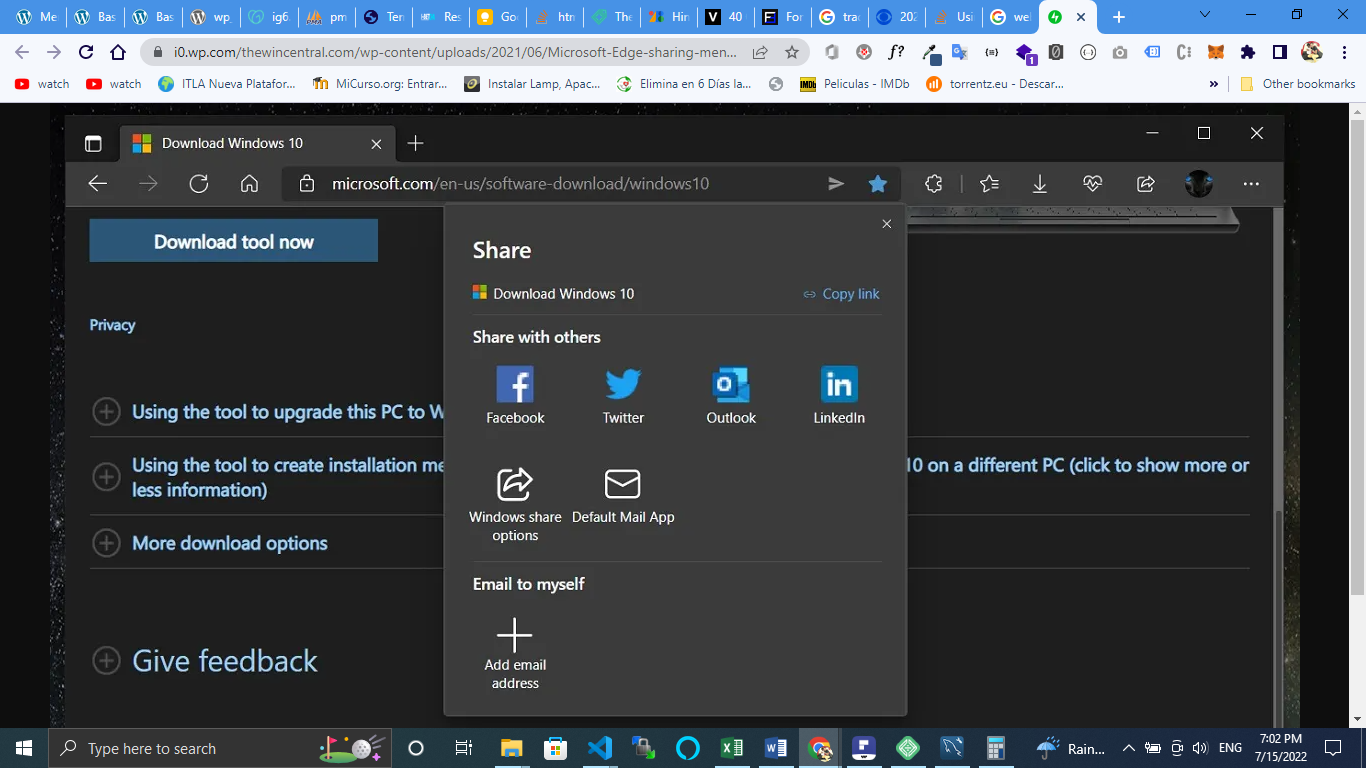 Me
Bas
Bas
wp
ig6
pm
Ter
Res
Go
htn
The
Hir
40
For
trac
202
Usi
wel
i0.wp.com/thewincentral.com/wp-content/uploads/2021/06/Microsoft-Edge-sharing-men...
f?
1
watch
watch
ITLA Nueva Platafor...
MiCurso.org: Entrar...
Instalar Lamp, Apac...
Elimina en 6 Días la...
IMDb
Peliculas - IMDb
torrentz.eu - Descar...
»
Other bookmarks
Download Windows 10
microsoft.com/en-us/software-download/windows10
Download tool now
Privacy
Using the tool to upgrade this PC to W
Using the tool to create installation me
10 on a different PC (click to show more or
less information)
More download options
Give feedback
Share
Download Windows 10
Copy link
Share with others
Facebook
Twitter
Outlook
LinkedIn
Windows share
options
Default Mail App
Email to myself
Add email
address
Type here to search
Rain...
ENG
7:02 PM
7/15/2022